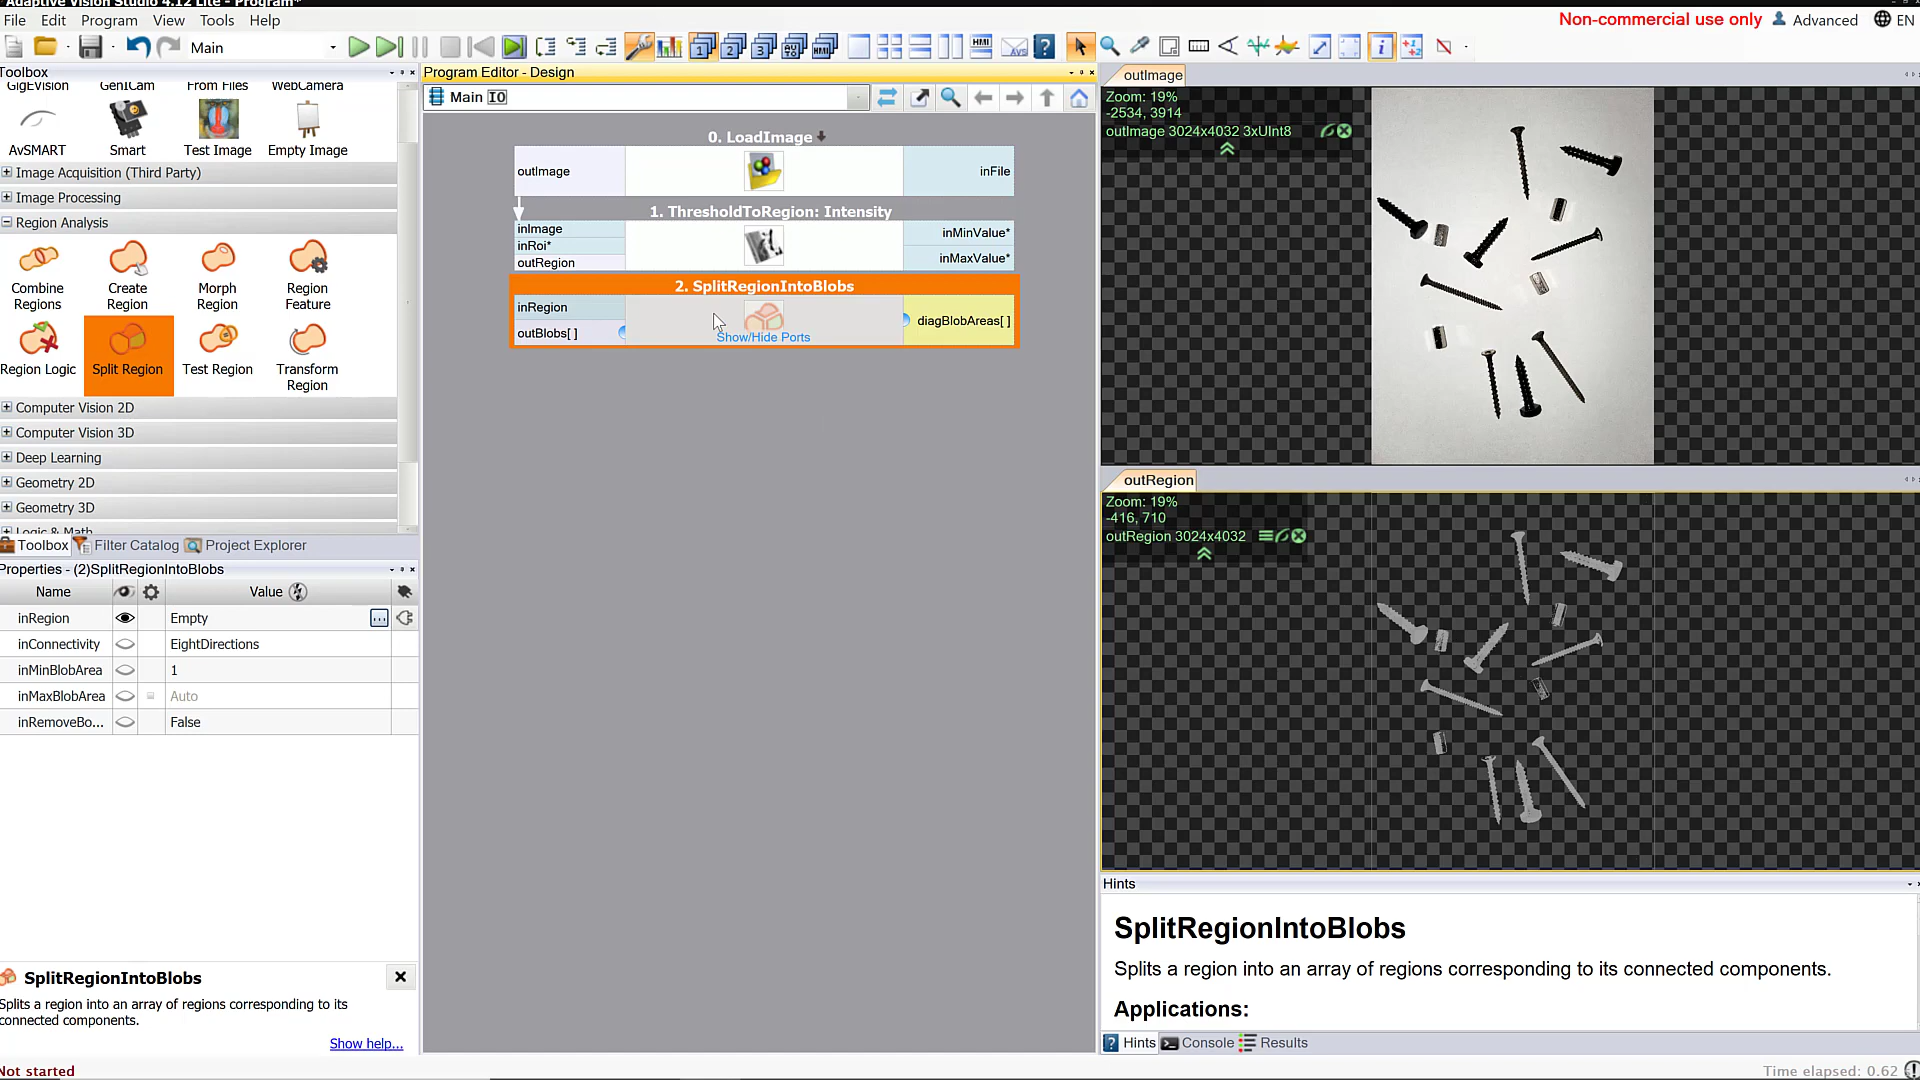 Adaptive Vision Studio 4.12 Lite - Program*
File Edit Program View Tools Help
Non-commercial use only Advanced EN
Main
Toolbox
GigEVision GenICam From Files WebCamera
AvSMART Smart Test Image Empty Image
Image Acquisition (Third Party)
Image Processing
Region Analysis
Combine Regions Create Region Morph Region Region Feature
Region Logic Split Region Test Region Transform Region
Computer Vision 2D
Computer Vision 3D
Deep Learning
Geometry 2D
Geometry 3D
Logic & Math
Toolbox Filter Catalog Project Explorer
Properties - (2)SplitRegionIntoBlobs
Name Value
inRegion Empty ...
inConnectivity EightDirections
inMinBlobArea 1
inMaxBlobArea Auto
inRemoveBo... False
SplitRegionIntoBlobs
Splits a region into an array of regions corresponding to its
connected components.
Show help...
Not started
Program Editor - Design
Main IO
0. LoadImage
outImage inFile
1. ThresholdToRegion: Intensity
inImage inMinValue*
inRoi*
outRegion inMaxValue*
2. SplitRegionIntoBlobs
inRegion
outBlobs[ ] Show/Hide Ports diagBlobAreas[ ]
outImage
Zoom: 19%
-2534, 3914
outImage 3024x4032 3xUInt8
outRegion
Zoom: 19%
-416, 710
outRegion 3024x4032
Hints
SplitRegionIntoBlobs
Splits a region into an array of regions corresponding to its connected components.
Applications:
Hints Console Results
Time elapsed: 0.62 s